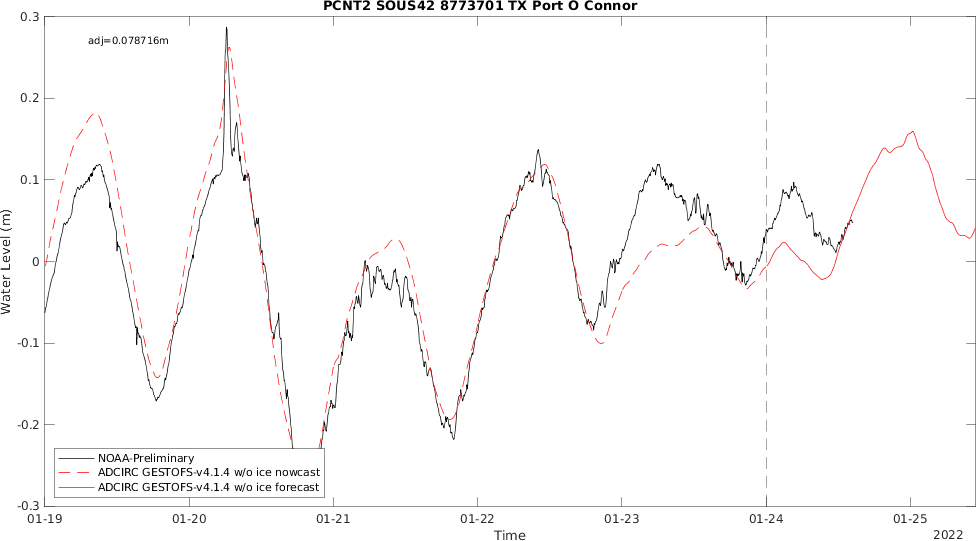 PCNT2 SOUS42 8773701 TX Port O Connor
adj=0.078716m
0.3
0.2
0.1
0
-0.1
-0.2
-0.3
Water Level (m)
NOAA-Preliminary
ADCIRC GESTOFS-v4.1.4 w/o ice nowcast
ADCIRC GESTOFS-v4.1.4 w/o ice forecast
01-19
01-20
01-21
01-22
01-23
01-24
01-25
Time
2022